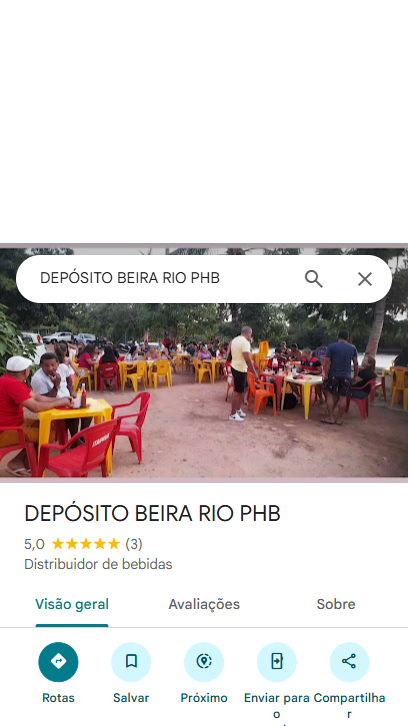 DEPÓSITO BEIRA RIO PHB
ITAIPAVA
DEPÓSITO BEIRA RIO PHB
5,0 ★★★★★ (3)
Distribuidor de bebidas
Visão geral Avaliações Sobre
Rotas Salvar Próximo Enviar para o Compartilhar